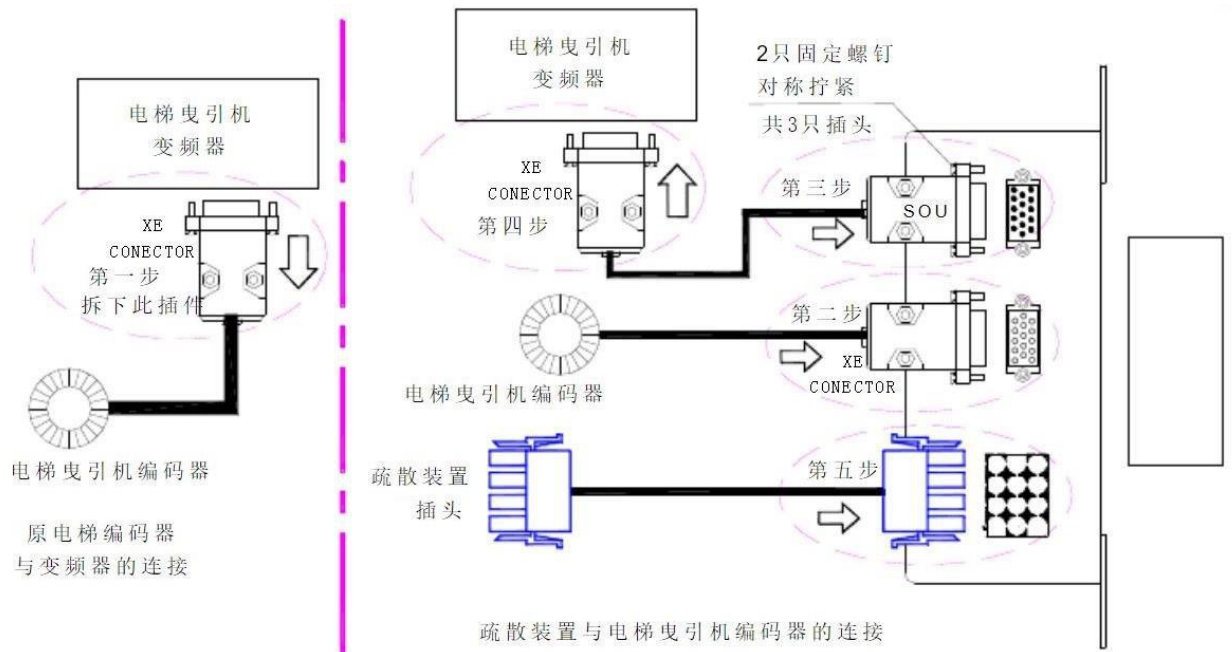 电梯曳引机
变频器
XE
CONECTOR
第一步
拆下此插件
电梯曳引机编码器
原电梯编码器
与变频器的连接
电梯曳引机
变频器
XE
CONECTOR
第四步
2只固定螺钉
对称拧紧
共3只插头
第三步
SOU
第二步
XE
CONECTOR
电梯曳引机编码器
疏散装置
插头
第五步
疏散装置与电梯曳引机编码器的连接